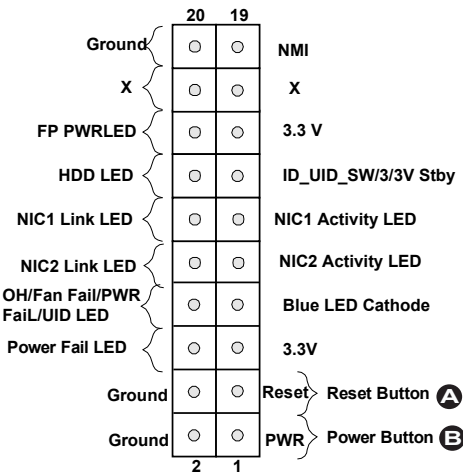 20 19
Ground NMI
X X
FP PWRLED 3.3 V
HDD LED ID_UID_SW/3/3V Stby
NIC1 Link LED NIC1 Activity LED
NIC2 Link LED NIC2 Activity LED
OH/Fan Fail/PWR
FaiL/UID LED Blue LED Cathode
Power Fail LED 3.3V
Ground Reset Reset Button A
Ground PWR Power Button B
2 1